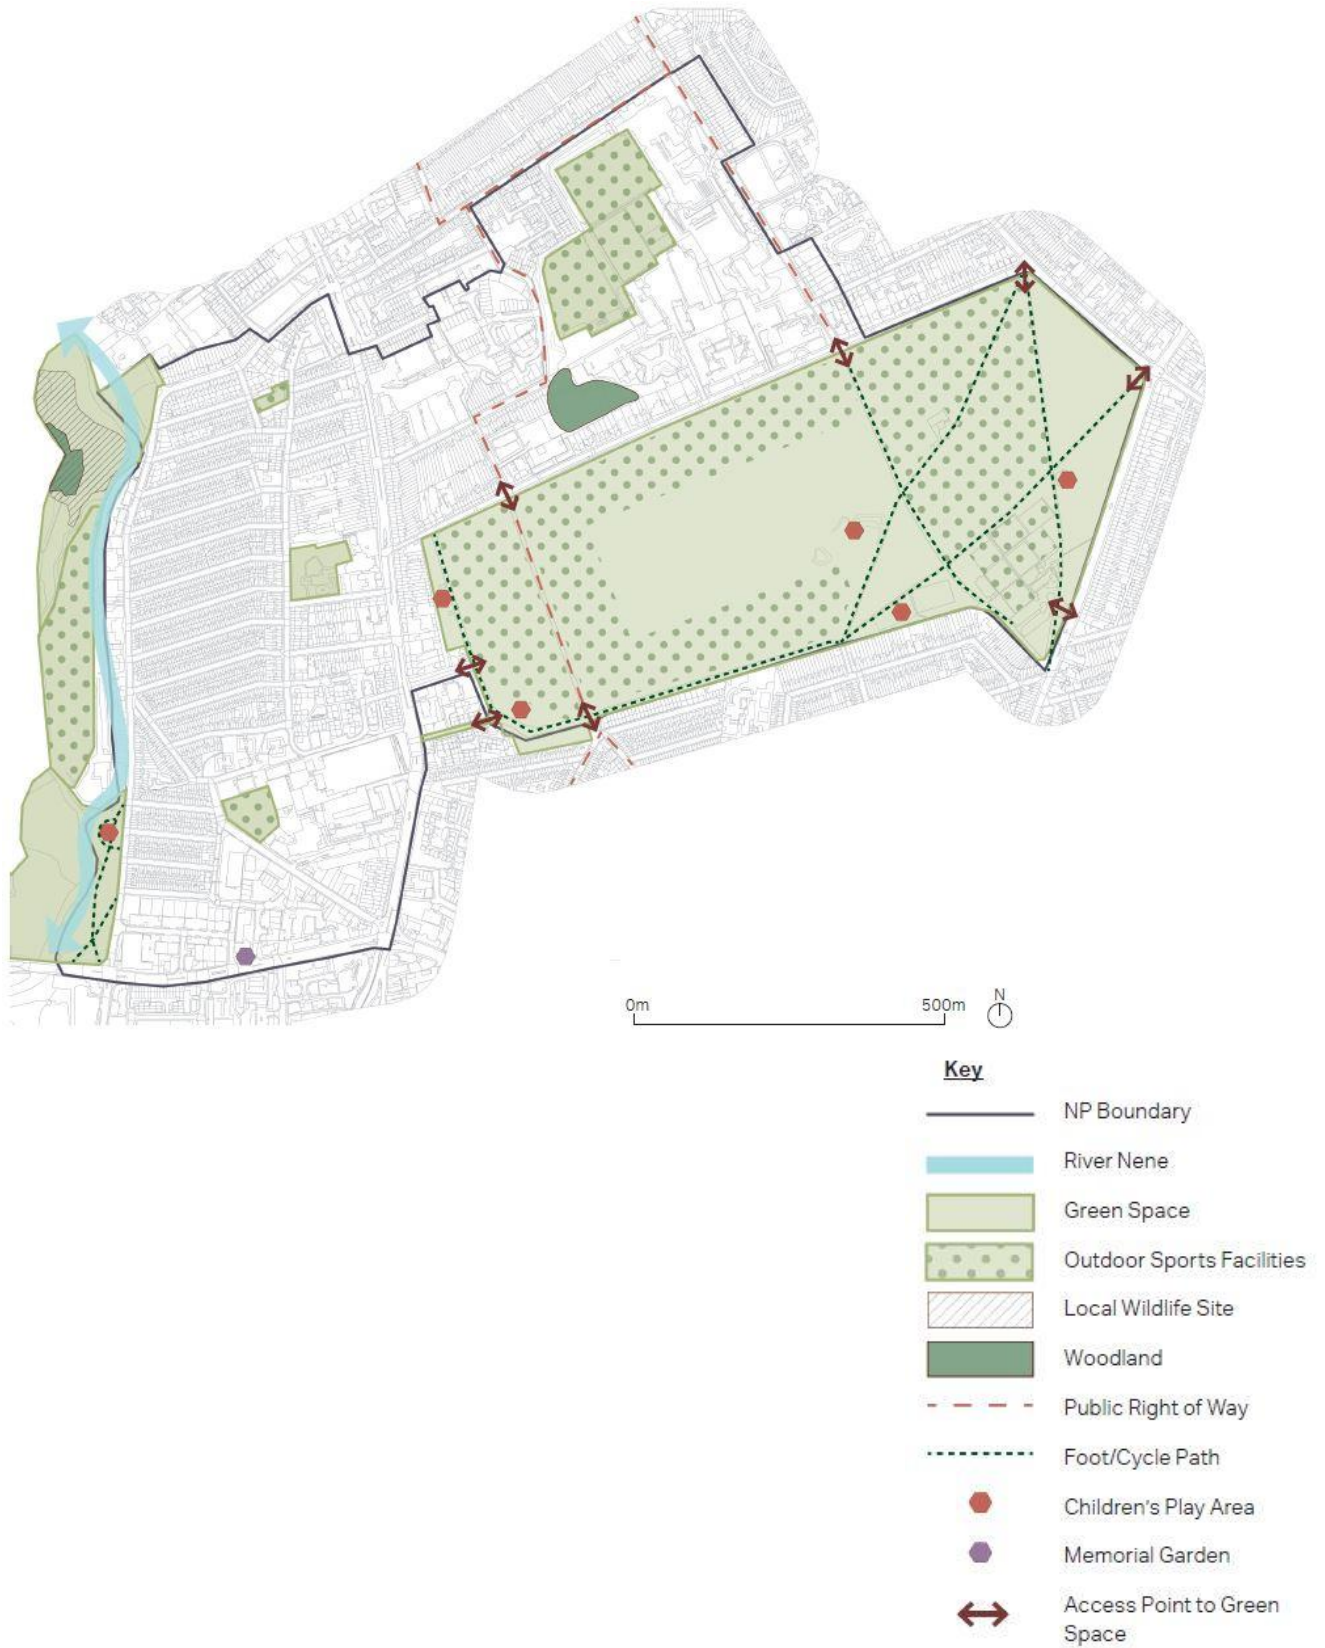 0m
500m
N
Key
NP Boundary
River Nene
Green Space
Outdoor Sports Facilities
Local Wildlife Site
Woodland
Public Right of Way
Foot/Cycle Path
Children's Play Area
Memorial Garden
Access Point to Green
Space